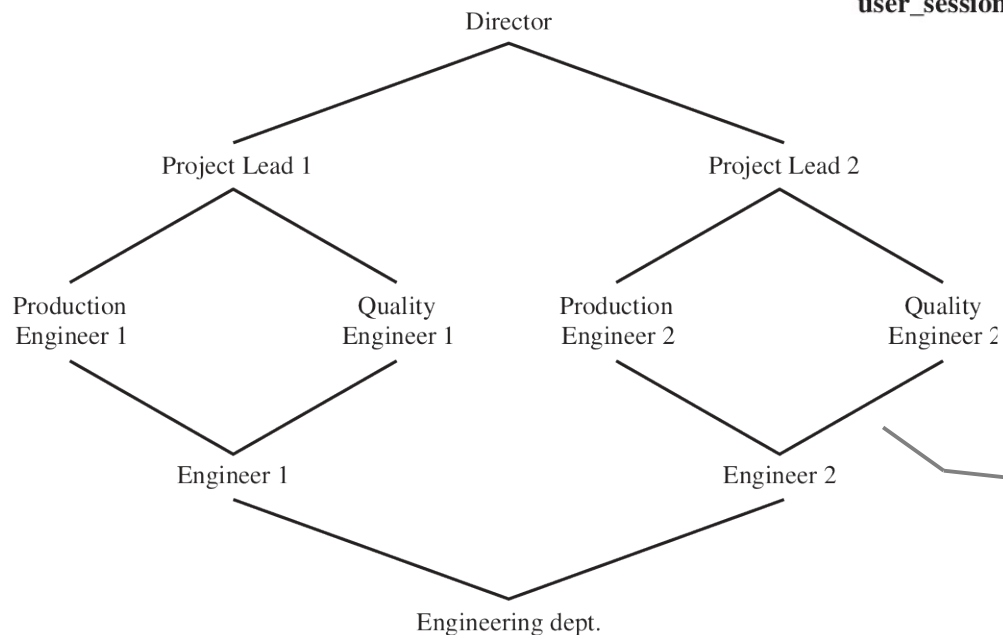 Director
user_session
Project Lead 1
Project Lead 2
Production
Engineer 1
Quality
Engineer 1
Production
Engineer 2
Quality
Engineer 2
Engineer 1
Engineer 2
Engineering dept.